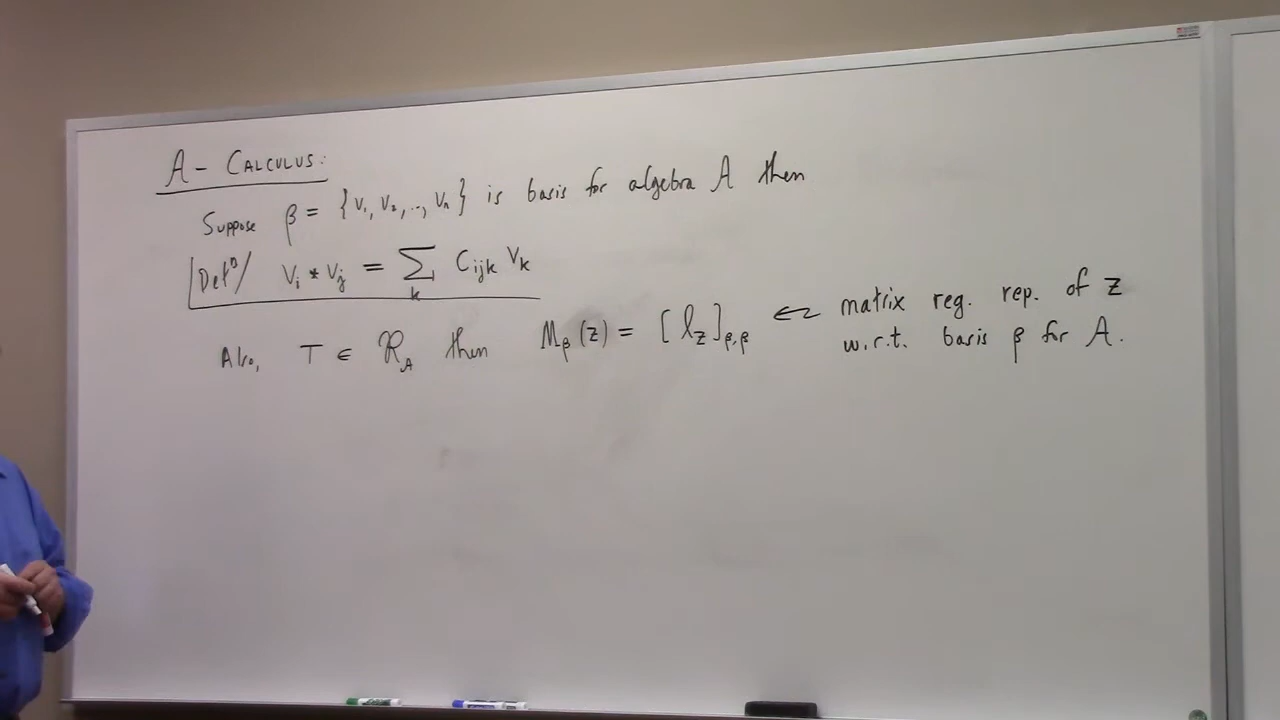 A - CALCULUS:
Suppose β = {V₁, V₂, .., Vₙ} is basis for algebra A then
Defⁿ/ Vᵢ * Vⱼ = ∑ₖ Cᵢⱼₖ Vₖ
Also, T ∈ R_A then M_β(z) = [l_z]_β,β ← matrix reg. rep. of z
w.r.t. basis β for A.